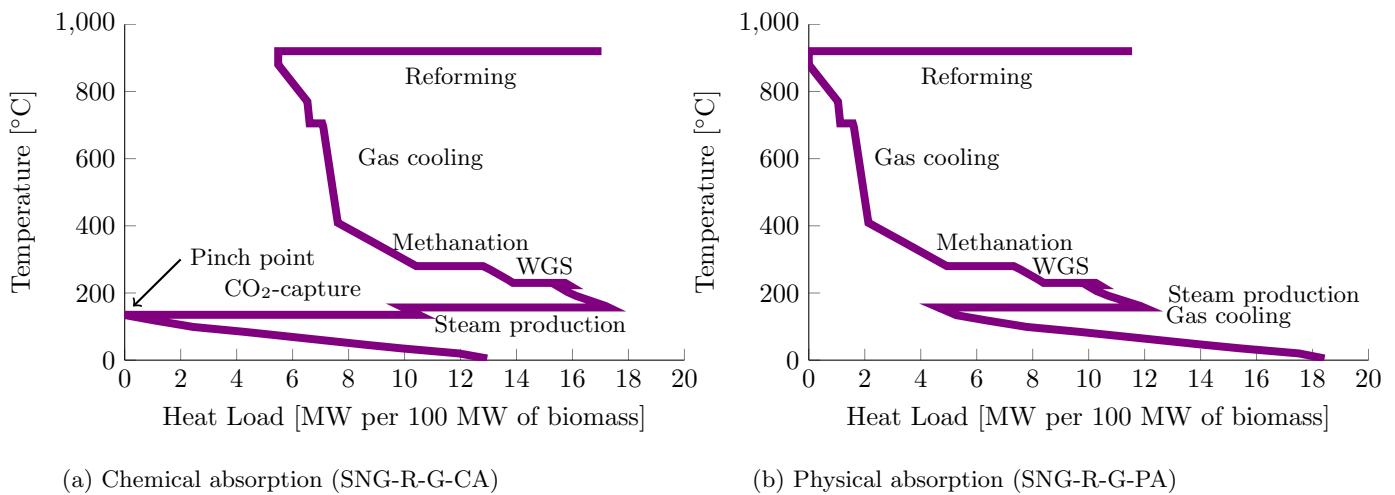 1,000
800
600
400
200
0
Temperature [°C]
Reforming
Gas cooling
Methanation
WGS
Pinch point
CO₂-capture
Steam production
0 2 4 6 8 10 12 14 16 18 20
Heat Load [MW per 100 MW of biomass]
(a) Chemical absorption (SNG-R-G-CA)
1,000
800
600
400
200
0
Temperature [°C]
Reforming
Gas cooling
Methanation
WGS
Steam production
Gas cooling
0 2 4 6 8 10 12 14 16 18 20
Heat Load [MW per 100 MW of biomass]
(b) Physical absorption (SNG-R-G-PA)